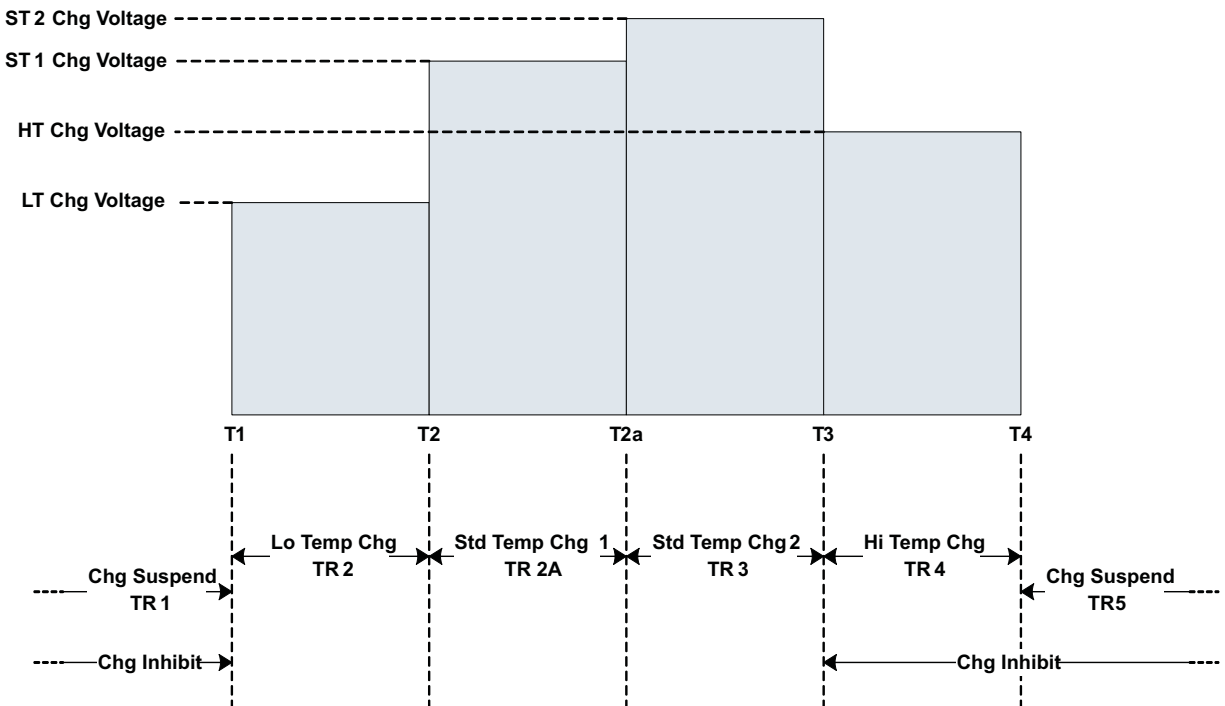 ST 2 Chg Voltage
ST 1 Chg Voltage
HT Chg Voltage
LT Chg Voltage
T1 T2 T2a T3 T4
Lo Temp Chg
TR 2
Std Temp Chg 1
TR 2A
Std Temp Chg 2
TR 3
Hi Temp Chg
TR 4
Chg Suspend
TR 1
Chg Suspend
TR5
Chg Inhibit
Chg Inhibit